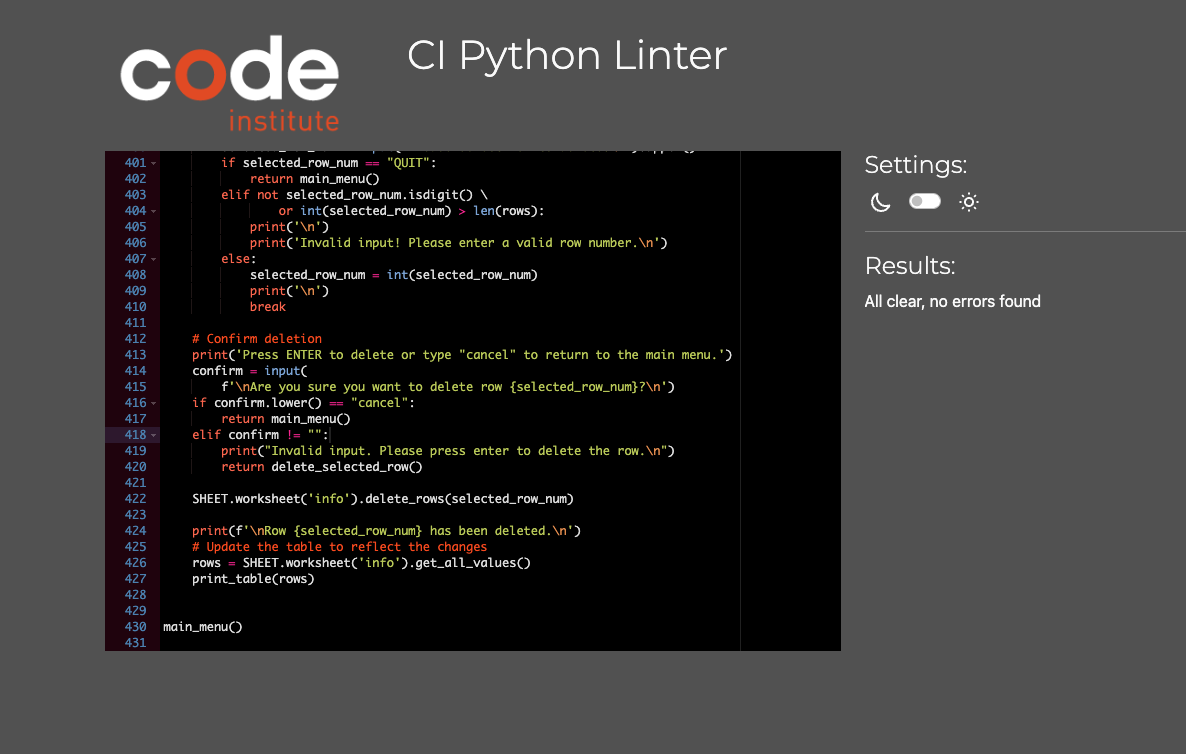 code
institute
CI Python Linter
401 if selected_row_num == "QUIT":
402 return main_menu()
403 elif not selected_row_num.isdigit() \
404 or int(selected_row_num) > len(rows):
405 print('\n')
406 print('Invalid input! Please enter a valid row number.\n')
407 else:
408 selected_row_num = int(selected_row_num)
409 print('\n')
410 break
411
412 # Confirm deletion
413 print('Press ENTER to delete or type "cancel" to return to the main menu.')
414 confirm = input(
415 f'\nAre you sure you want to delete row {selected_row_num}?\n')
416 if confirm.lower() == "cancel":
417 return main_menu()
418 elif confirm != "":
419 print("Invalid input. Please press enter to delete the row.\n")
420 return delete_selected_row()
421
422 SHEET.worksheet('info').delete_rows(selected_row_num)
423
424 print(f'\nRow {selected_row_num} has been deleted.\n')
425 # Update the table to reflect the changes
426 rows = SHEET.worksheet('info').get_all_values()
427 print_table(rows)
428
429
430 main_menu()
431
Settings:
Results:
All clear, no errors found